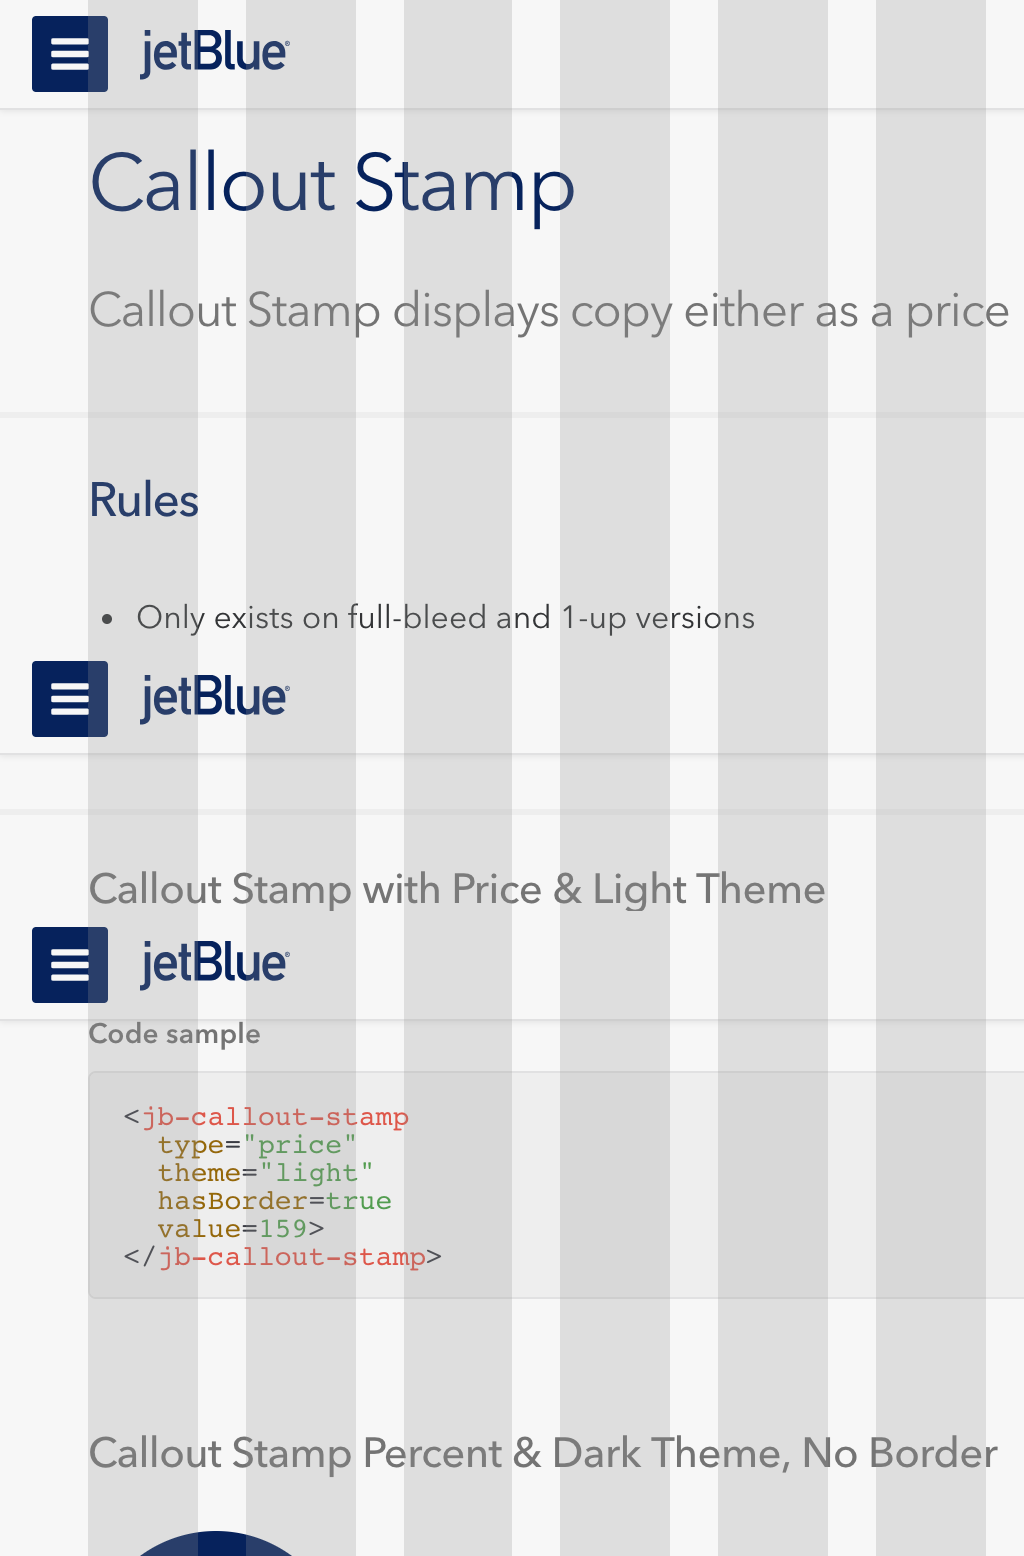 jetBlue®
Callout Stamp
Callout Stamp displays copy either as a price
Rules
• Only exists on full-bleed and 1-up versions
jetBlue®
Callout Stamp with Price & Light Theme
jetBlue®
Code sample
<jb-callout-stamp
  type="price"
  theme="light"
  hasBorder=true
  value=159>
</jb-callout-stamp>
Callout Stamp Percent & Dark Theme, No Border